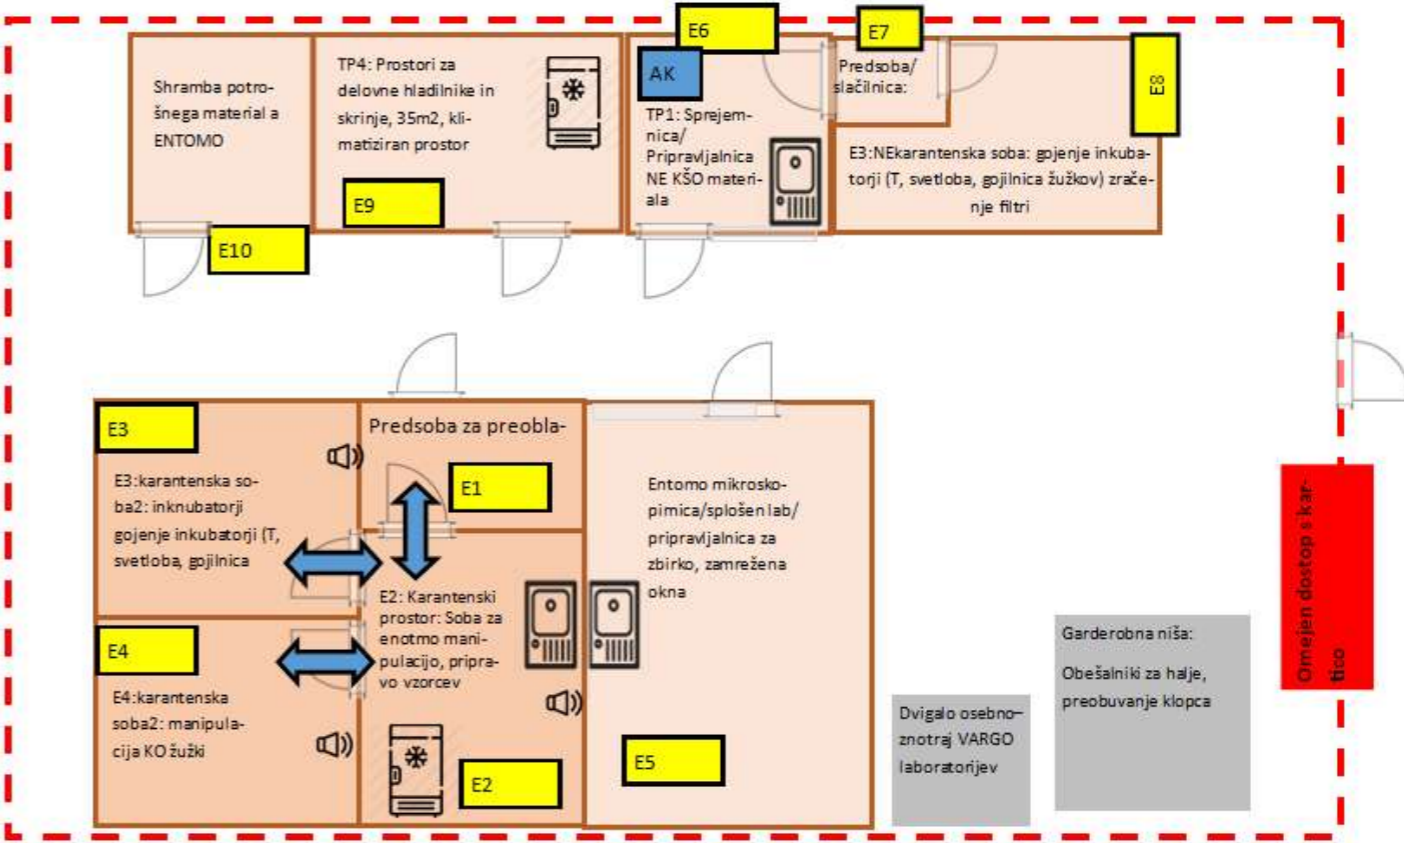 E6
E7
Shramba potro-
šnega material a
ENTOMO
TP4: Prostori za
delovne hladilnike in
skrinje, 35m2, kli-
matiziran prostor
E9
E10
AK
TP1: Sprejem-
nica/
Pripravljalnica
NE KŠO materi-
ala
Predsoba/
slačilnica:
E8
E3:NEkarantenska soba: gojenje inkuba-
torji (T, svetloba, gojilnica žužkov) zrače-
nje filtri
E3
E3:karantenska so-
ba2: inknubatorji
gojenje inkubatorji (T,
svetloba, gojilnica
Predsoba za preobla-
E1
E4
E4:karantenska
soba2: manipula-
cija KO žužki
E2: Karantenski
prostor: Soba za
enotmo mani-
pulacijo, pripra-
vo vzorcev
E2
Entomo mikrosko-
pirnica/splošen lab/
pripravljalnica za
zbirko, zamrežena
okna
E5
Dvigalo osebno–
znotraj VARGO
laboratorijev
Garderobna niša:
Obešalniki za halje,
preobuvanje klopca
Omejen dostop s kar-
tico